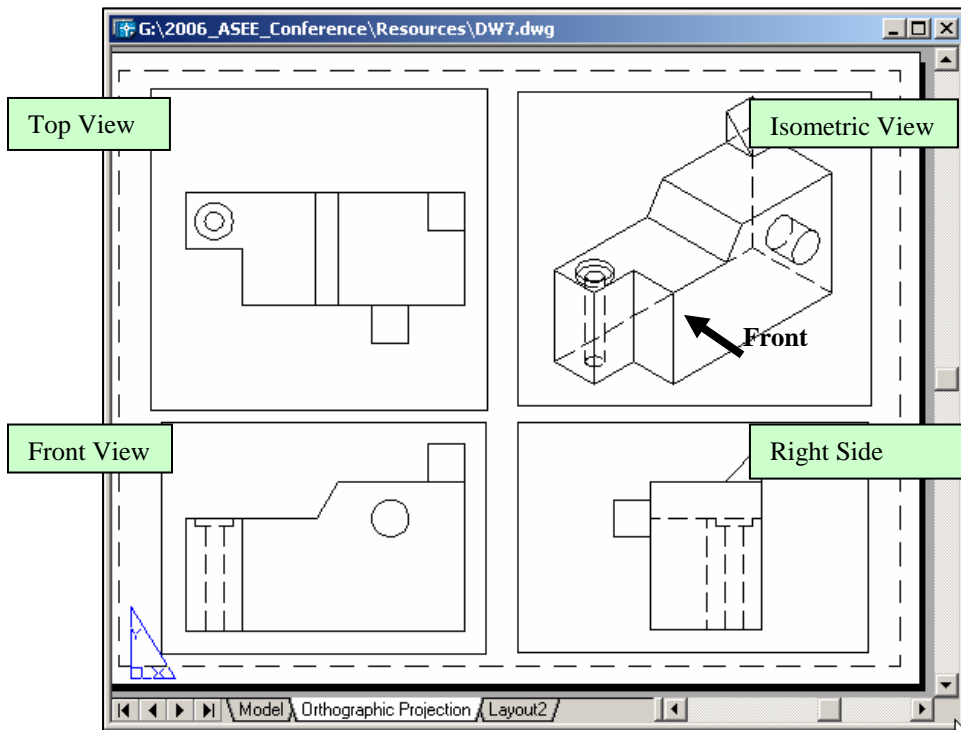 G:\2006_ASEE_Conference\Resources\DW7.dwg
Top View
Isometric View
Front
Front View
Right Side
Y
X
Model Orthographic Projection Layout2